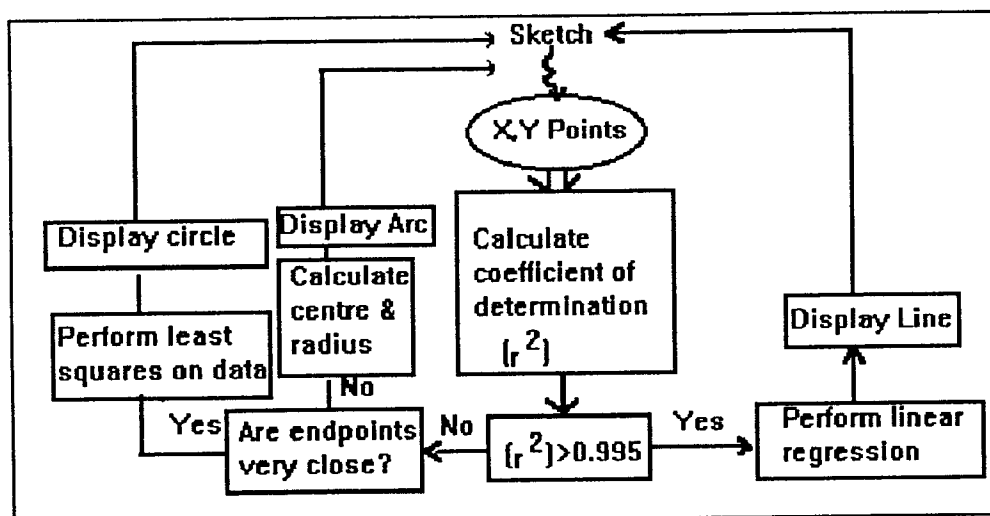 Sketch
X,Y Points
Calculate
coefficient of
determination
(r^2)
(r^2)>0.995
Yes
Perform linear
regression
Display Line
No
Are endpoints
very close?
No
Calculate
centre &
radius
Display Arc
Yes
Perform least
squares on data
Display circle